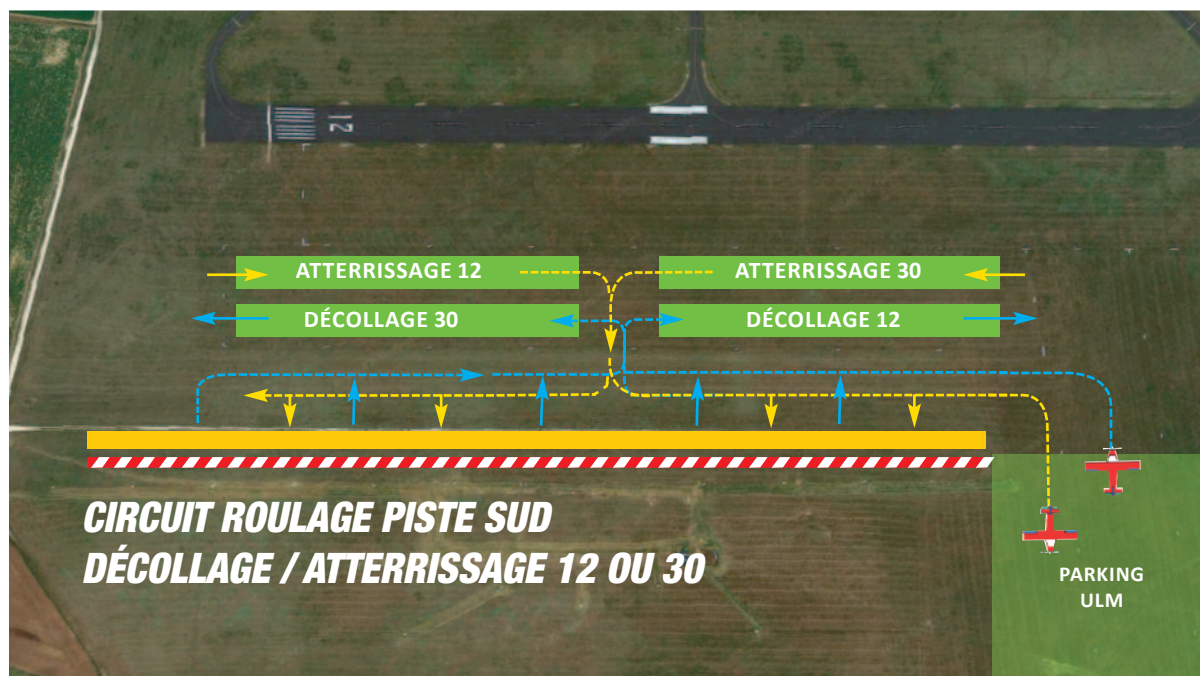 12
ATTERRISSAGE 12
ATTERRISSAGE 30
DÉCOLLAGE 30
DÉCOLLAGE 12
CIRCUIT ROULAGE PISTE SUD
DÉCOLLAGE / ATTERRISSAGE 12 OU 30
PARKING
ULM